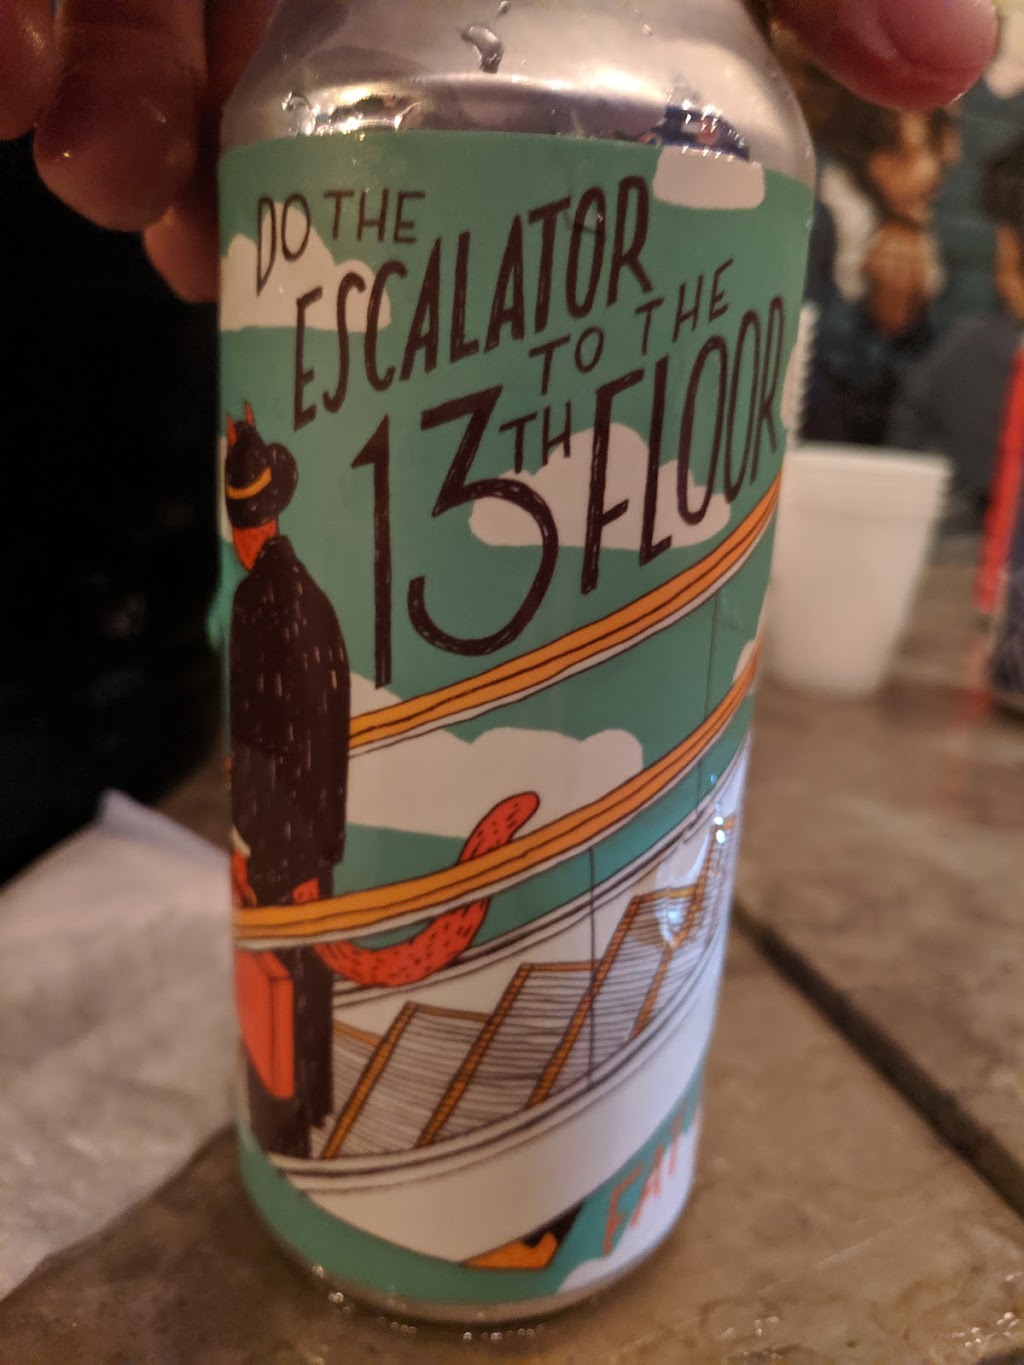 DO THE
ESCALATOR
TO THE
13TH FLOOR